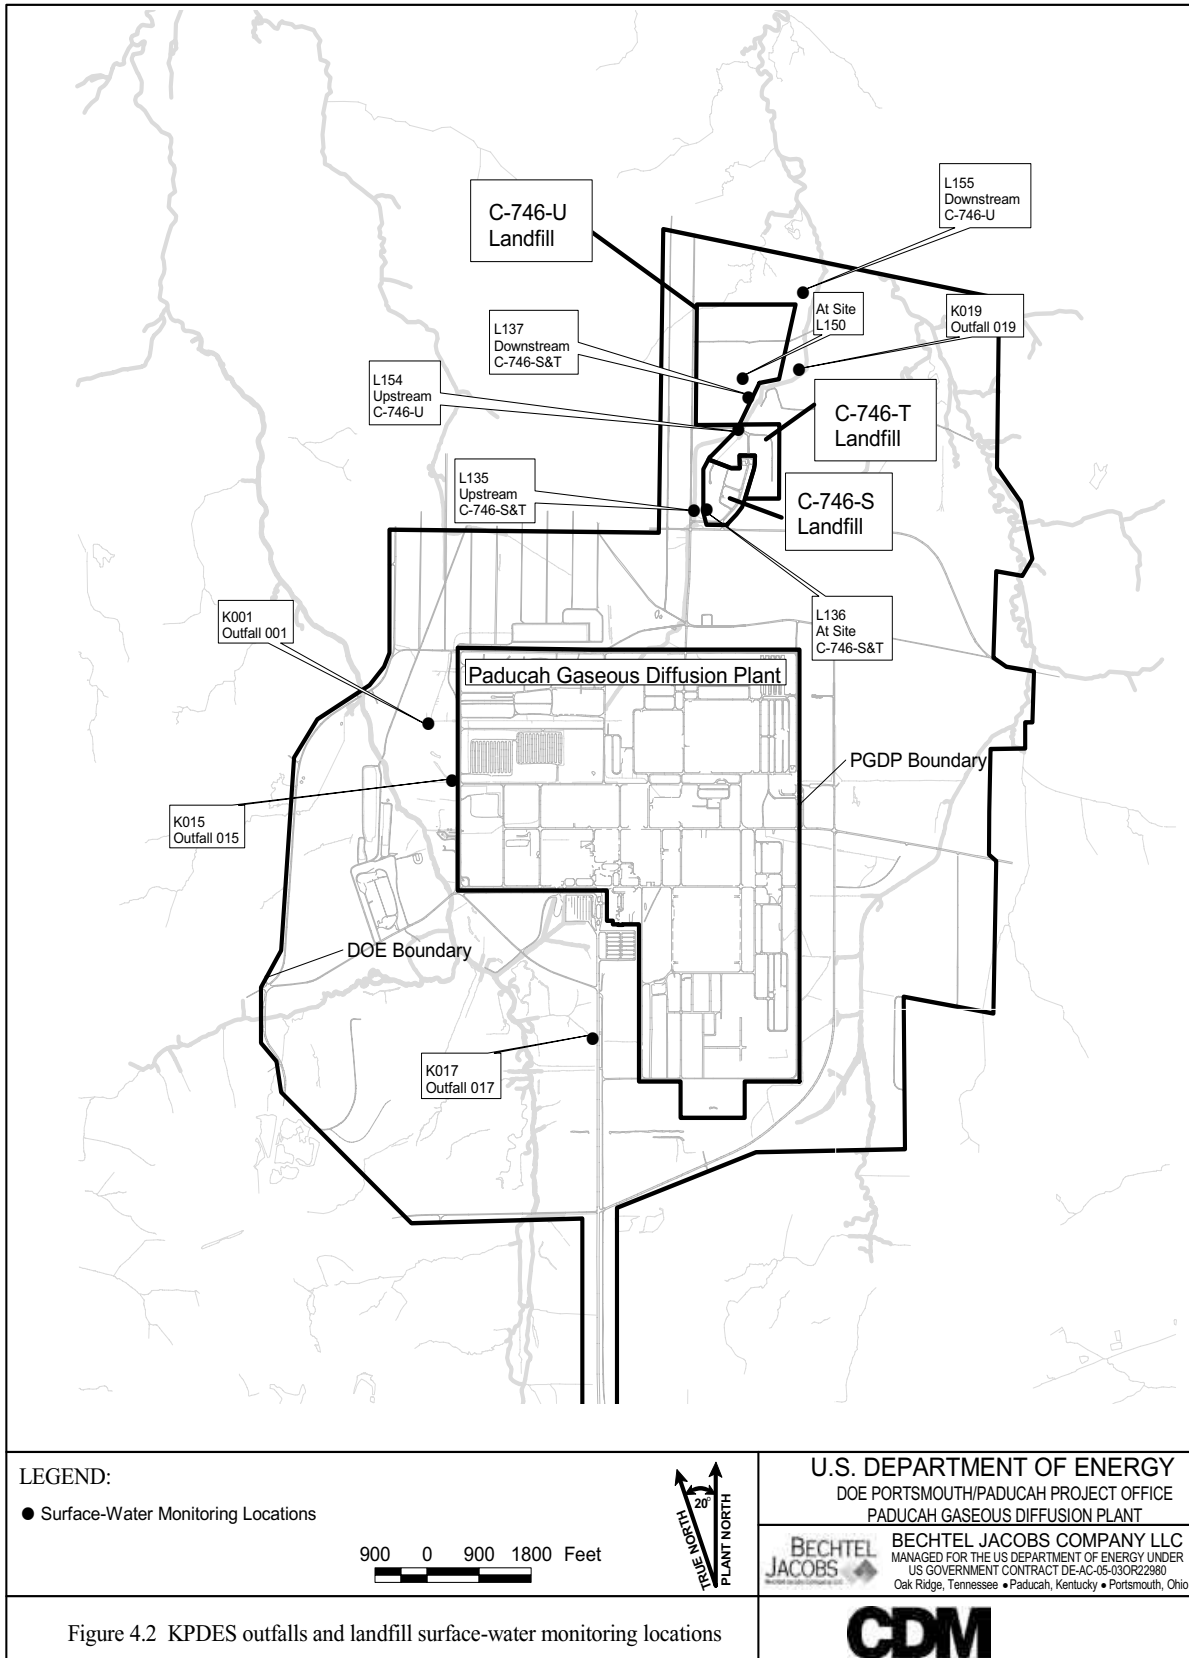 C-746-U
Landfill
L155
Downstream
C-746-U
L137
Downstream
C-746-S&T
At Site
L150
K019
Outfall 019
L154
Upstream
C-746-U
C-746-T
Landfill
L135
Upstream
C-746-S&T
C-746-S
Landfill
K001
Outfall 001
L136
At Site
C-746-S&T
Paducah Gaseous Diffusion Plant
PGDP Boundary
K015
Outfall 015
DOE Boundary
K017
Outfall 017
LEGEND:
● Surface-Water Monitoring Locations
900 0 900 1800 Feet
20°
TRUE NORTH
PLANT NORTH
U.S. DEPARTMENT OF ENERGY
DOE PORTSMOUTH/PADUCAH PROJECT OFFICE
PADUCAH GASEOUS DIFFUSION PLANT
BECHTEL
JACOBS
BECHTEL JACOBS COMPANY LLC
MANAGED FOR THE US DEPARTMENT OF ENERGY UNDER
US GOVERNMENT CONTRACT DE-AC-05-03OR22980
Oak Ridge, Tennessee ● Paducah, Kentucky ● Portsmouth, Ohio
Figure 4.2 KPDES outfalls and landfill surface-water monitoring locations
CDM